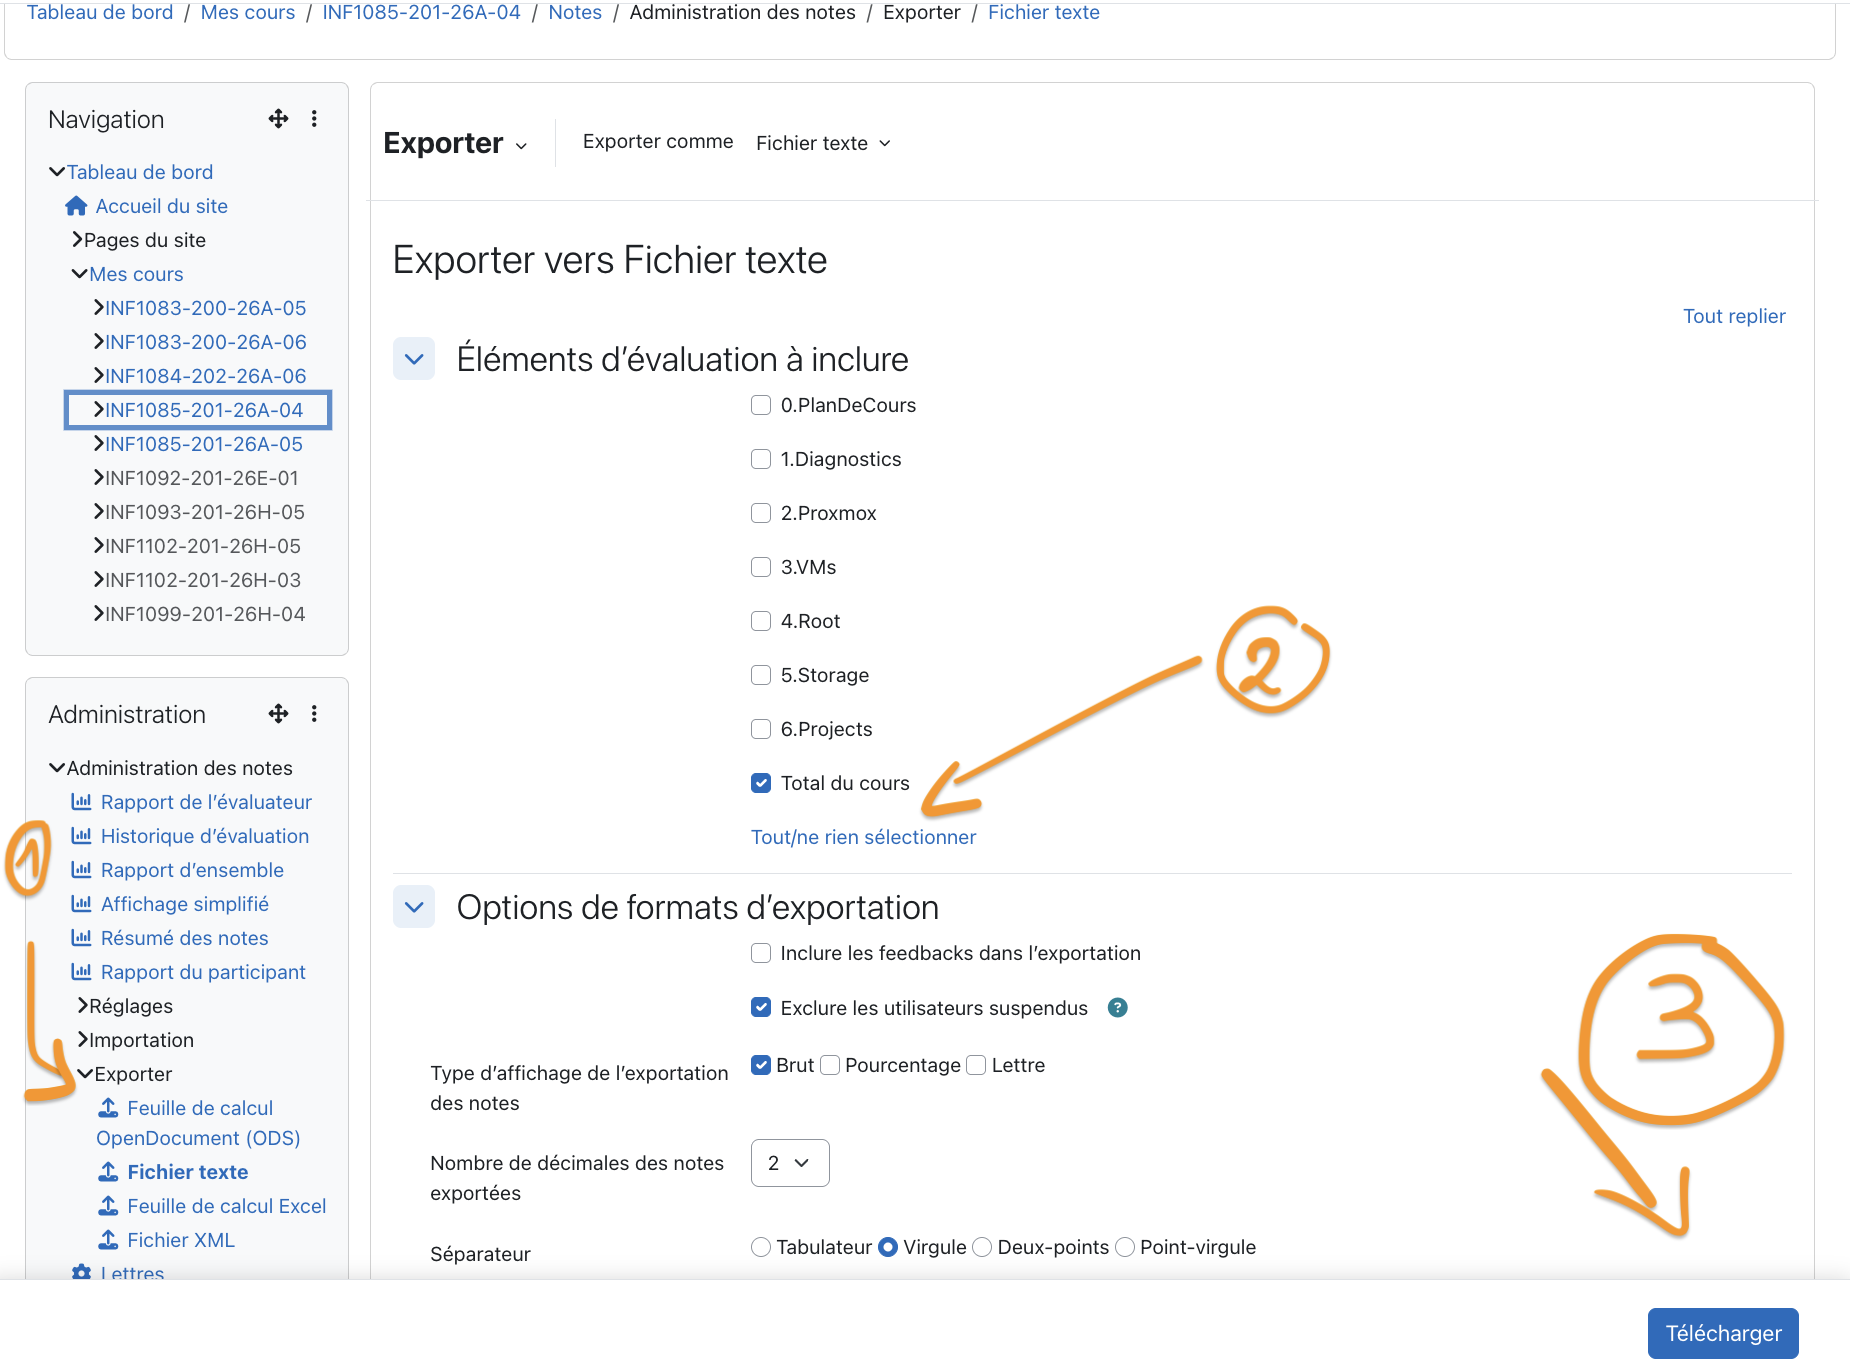 Tableau de bord / Mes cours / INF1085-201-26A-04 / Notes / Administration des notes / Exporter / Fichier texte
Navigation
Tableau de bord
Accueil du site
Pages du site
Mes cours
INF1083-200-26A-05
INF1083-200-26A-06
INF1084-202-26A-06
INF1085-201-26A-04
INF1085-201-26A-05
INF1092-201-26E-01
INF1093-201-26H-05
INF1102-201-26H-05
INF1102-201-26H-03
INF1099-201-26H-04
Administration
Administration des notes
Rapport de l’évaluateur
Historique d’évaluation
1
Rapport d’ensemble
Affichage simplifié
Résumé des notes
Rapport du participant
Réglages
Importation
Exporter
Feuille de calcul
OpenDocument (ODS)
Fichier texte
Feuille de calcul Excel
Fichier XML
Lettres
Exporter
Exporter comme Fichier texte
Exporter vers Fichier texte
Tout replier
Éléments d’évaluation à inclure
0.PlanDeCours
1.Diagnostics
2.Proxmox
3.VMs
4.Root
2
5.Storage
6.Projects
Total du cours
Tout/ne rien sélectionner
Options de formats d’exportation
Inclure les feedbacks dans l’exportation
Exclure les utilisateurs suspendus ?
3
Type d’affichage de l’exportation
des notes
Brut Pourcentage Lettre
Nombre de décimales des notes
exportées
2
Séparateur
Tabulateur Virgule Deux-points Point-virgule
Télécharger